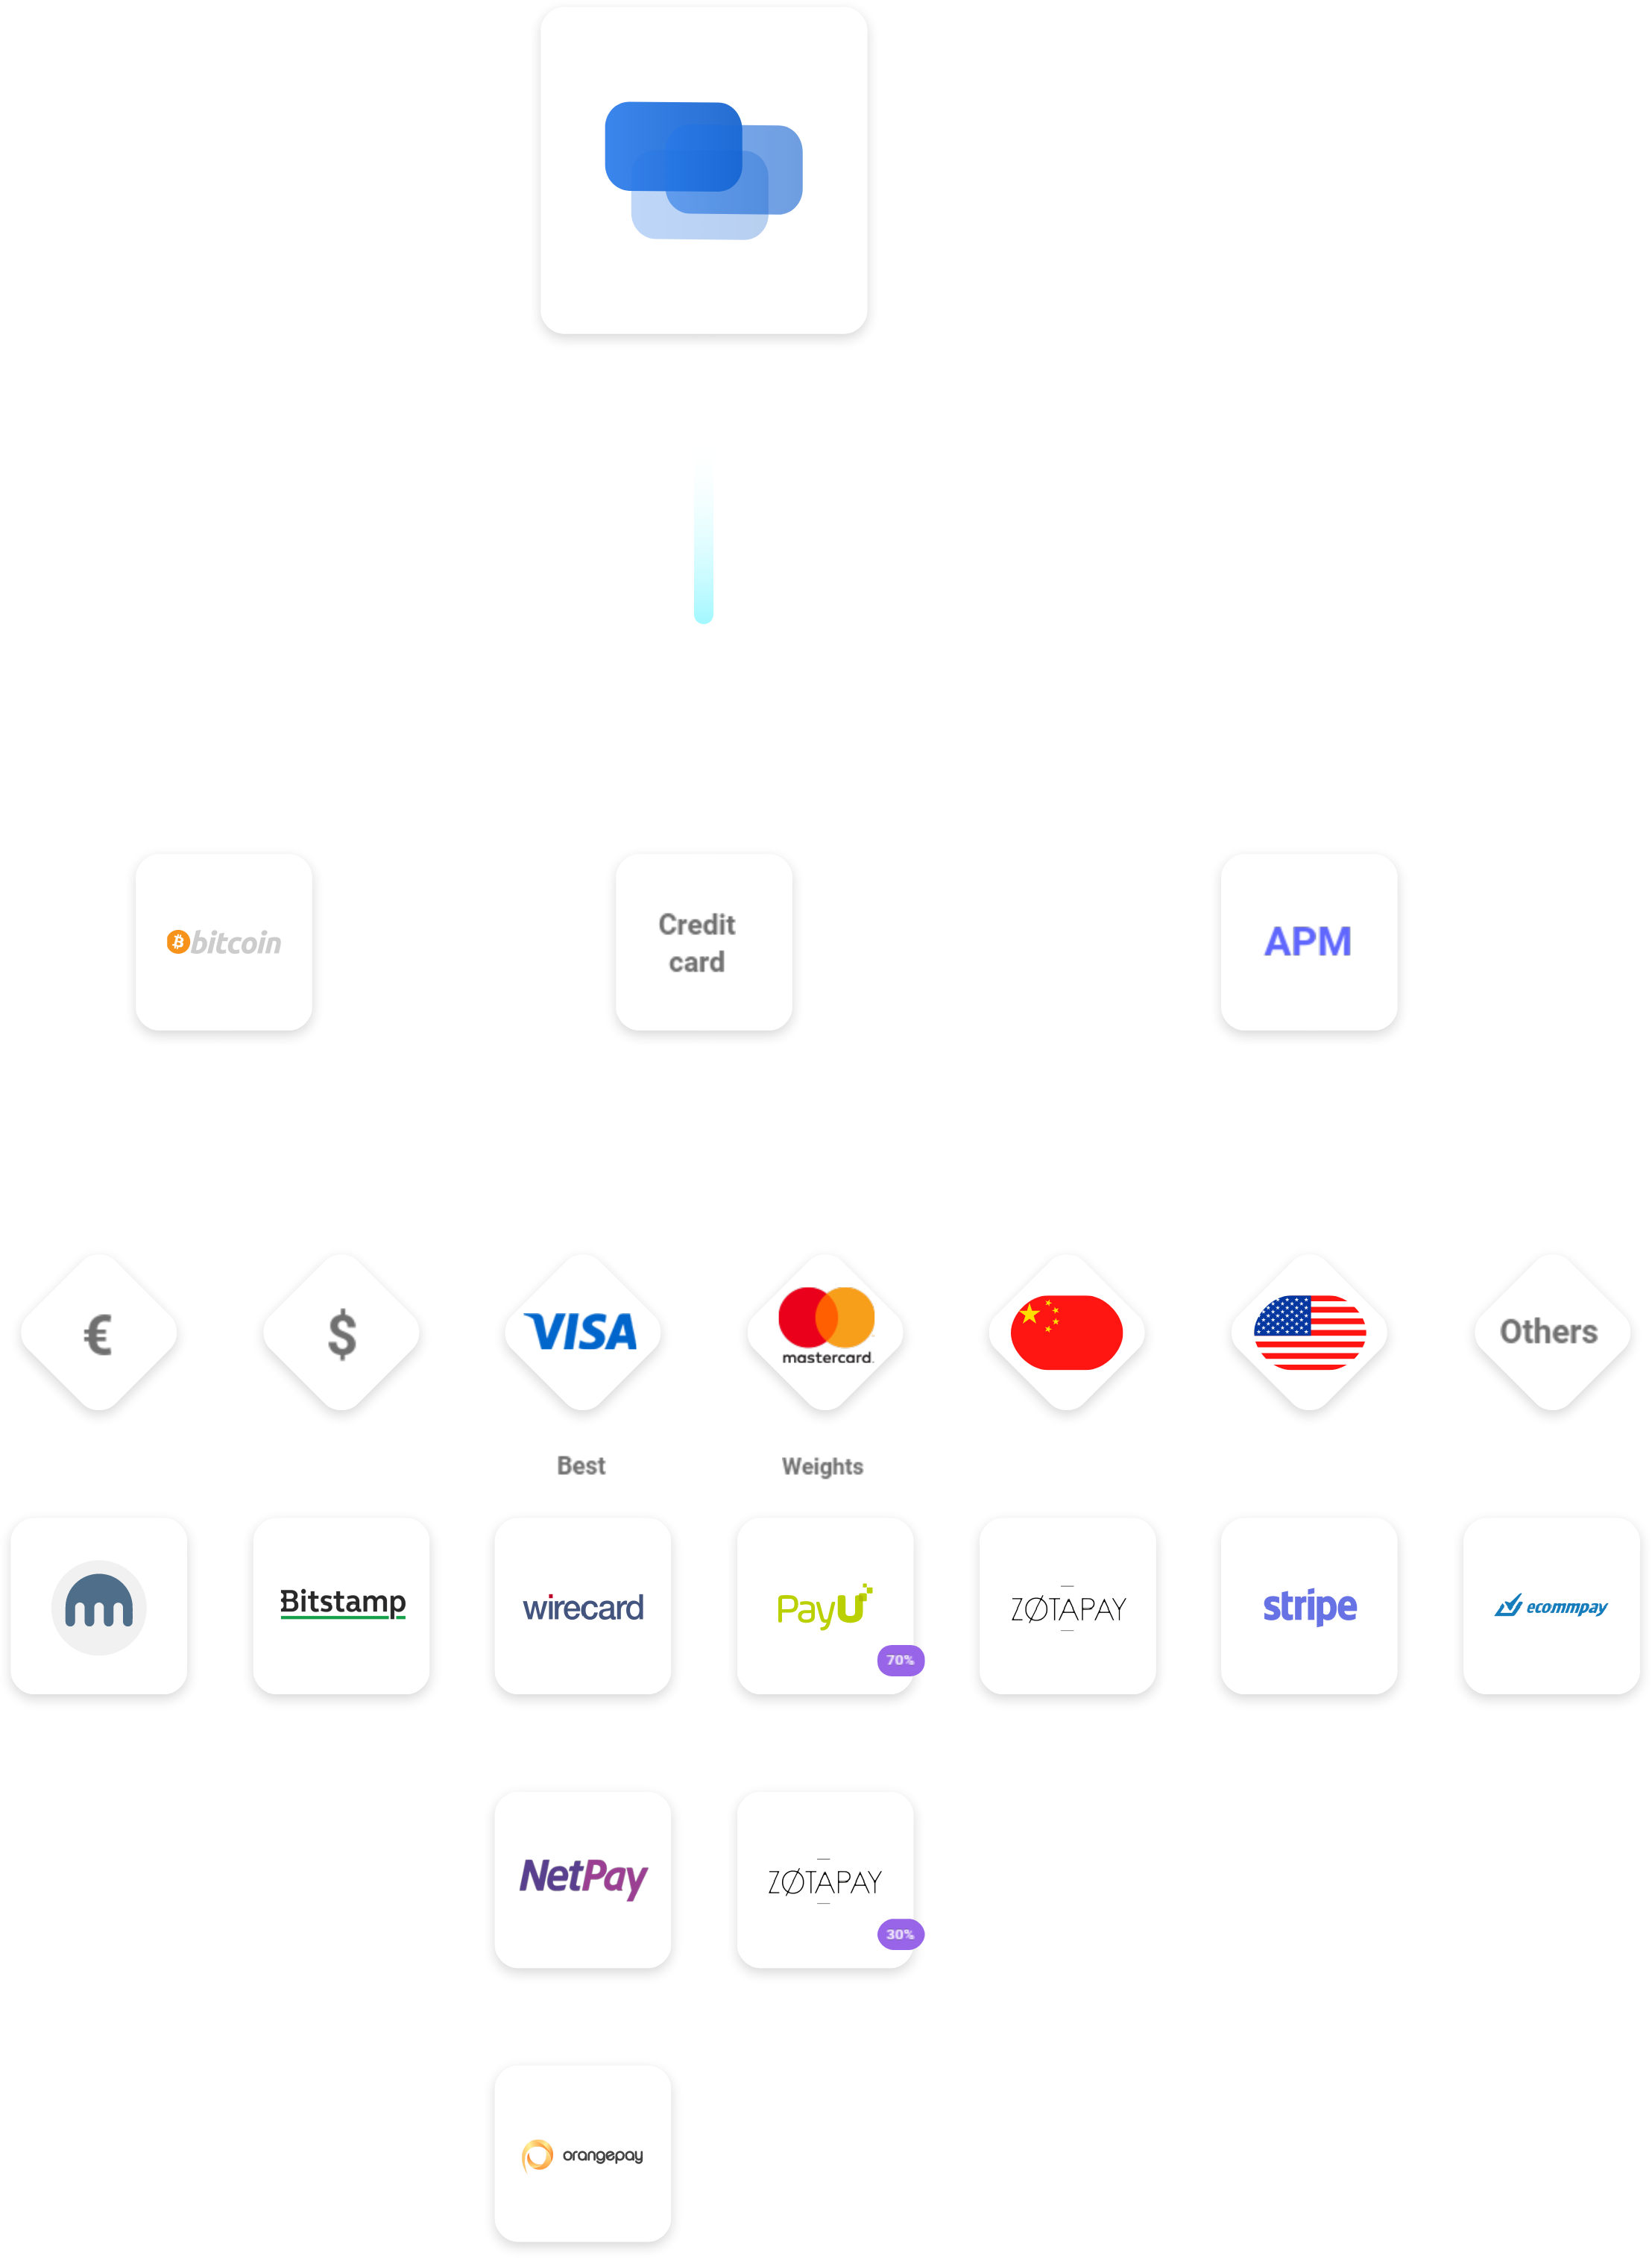 bitcoin
Credit
card
APM
€
$
VISA
mastercard.
Others
Best
Weights
Bitstamp
wirecard
PayU
70%
ZØTAPAY
stripe
ecommpay
NetPay
ZØTAPAY
30%
orangepay